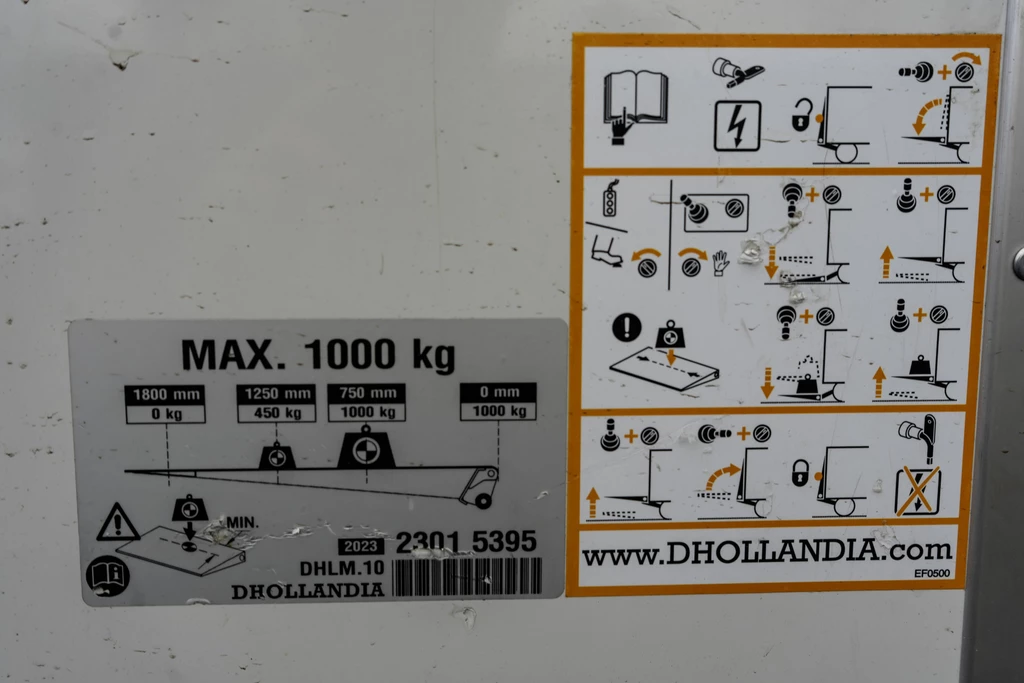 MAX. 1000 kg
1800 mm 1250 mm 750 mm 0 mm
0 kg 450 kg 1000 kg 1000 kg
MIN.
2023 2301 5395
DHLM.10
DHOLLANDIA
www.DHOLLANDIA.com
EF0500